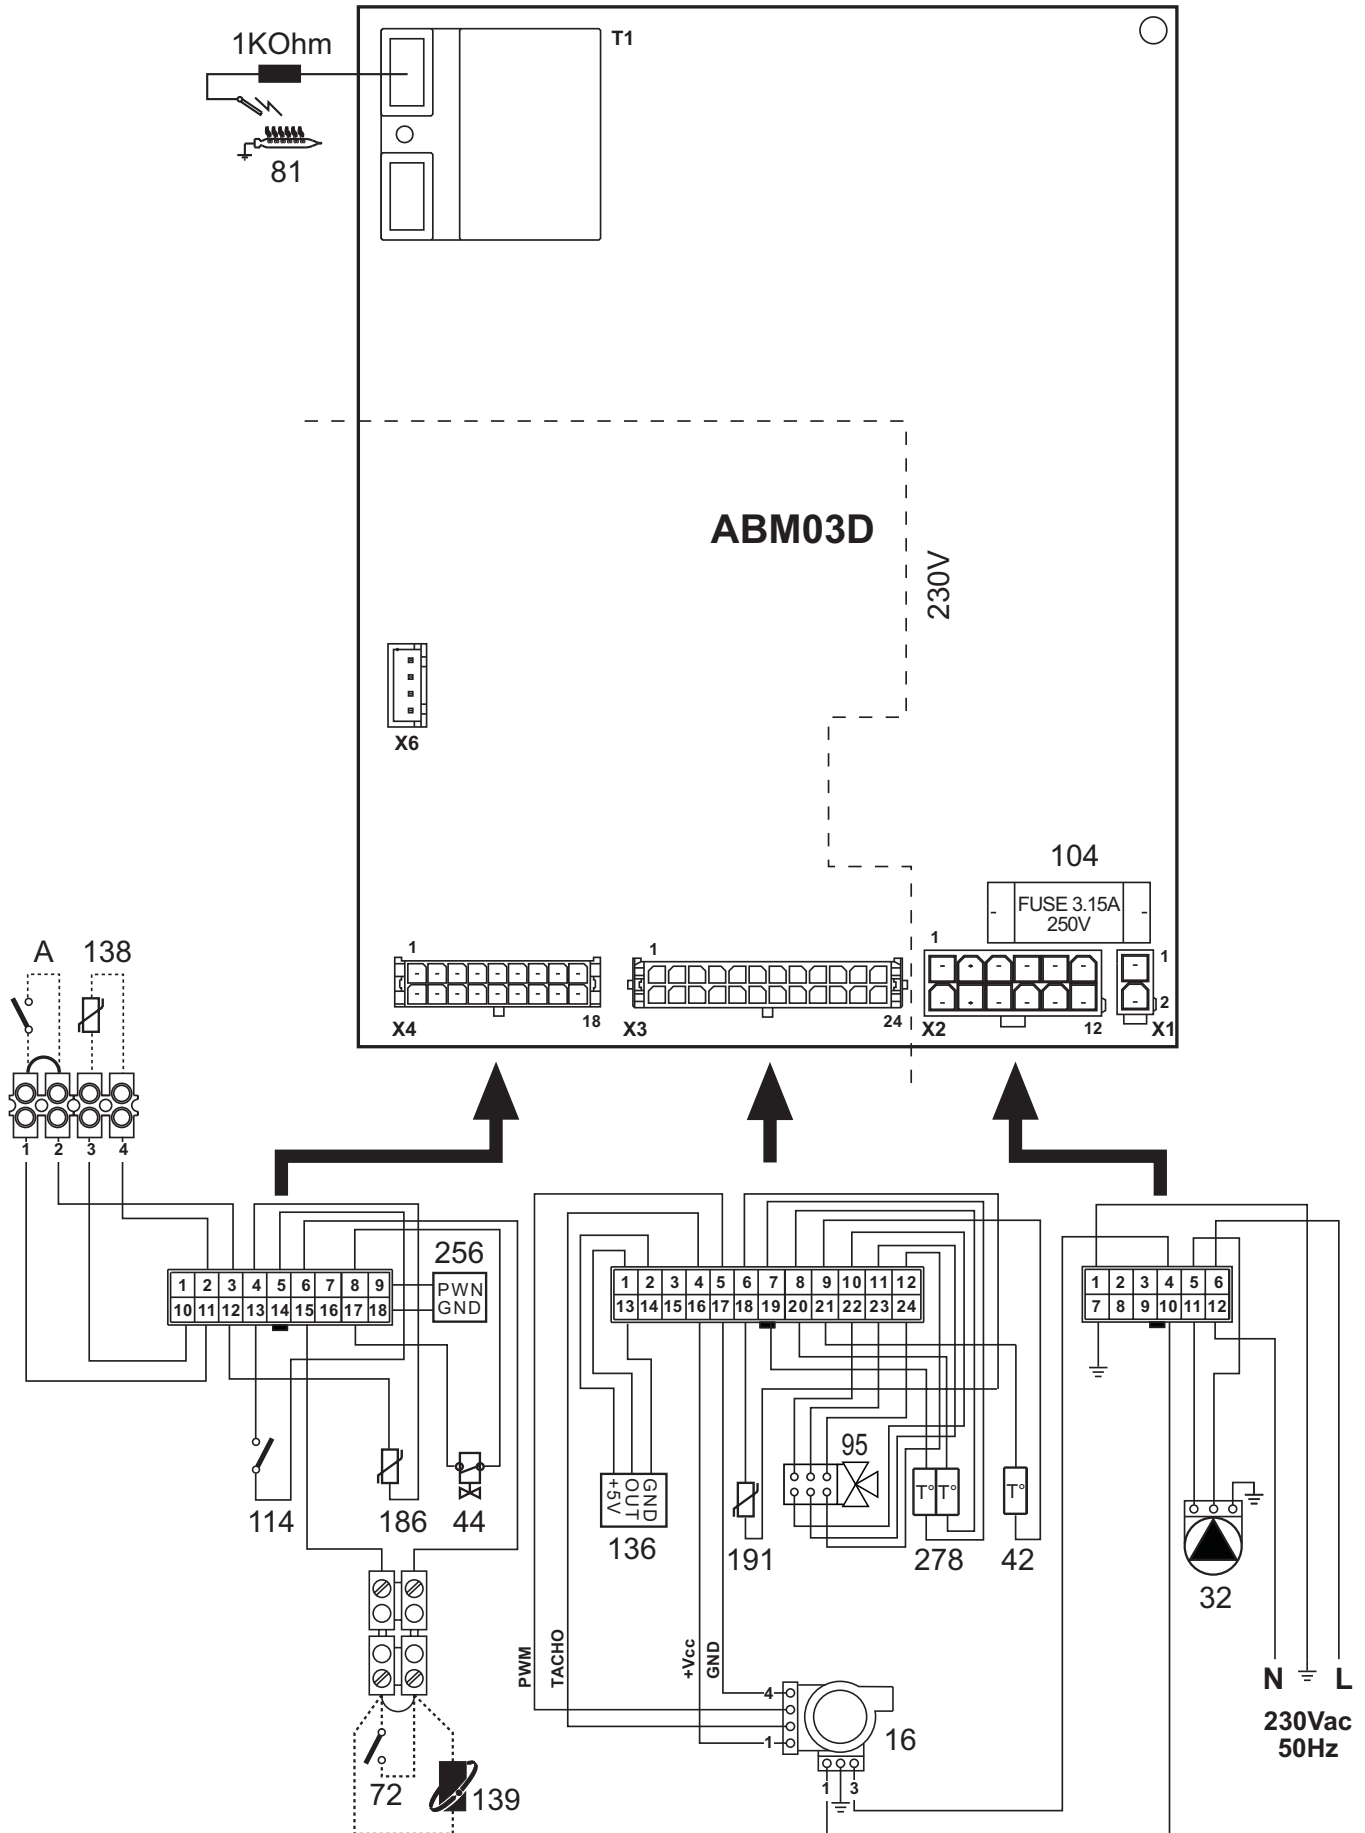 1KOhm
T1
81
ABM03D
230V
X6
104
FUSE 3.15A
250V
A 138
1
18
X4
1
24
X3
1
12
X2
1
2
X1
1 2 3 4
256
PWN
GND
1 2 3 4 5 6 7 8 9
10 11 12 13 14 15 16 17 18
1 2 3 4 5 6 7 8 9 10 11 12
13 14 15 16 17 18 19 20 21 22 23 24
1 2 3 4 5 6
7 8 9 10 11 12
114
186
44
+5V
OUT
GND
136
191
95
T° T°
278
T°
42
32
PWM
TACHO
+Vcc
GND
4
1
16
1 3
72
139
N L
230Vac
50Hz